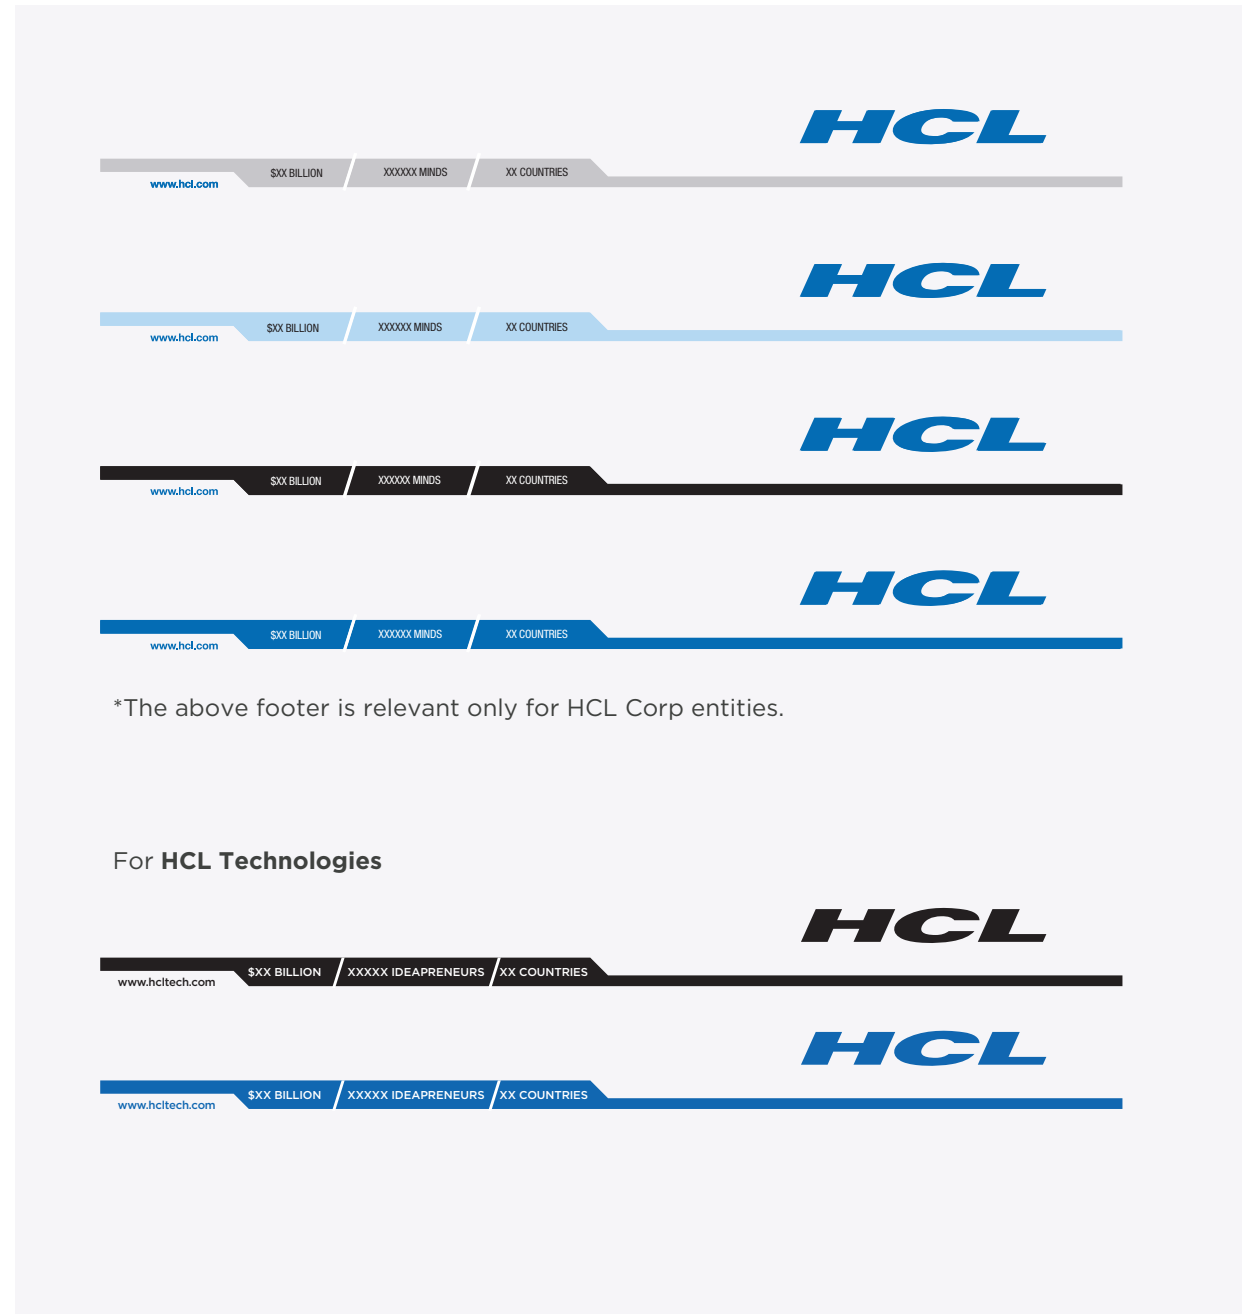 HCL
$XX BILLION XXXXXX MINDS XX COUNTRIES
www.hcl.com
HCL
$XX BILLION XXXXXX MINDS XX COUNTRIES
www.hcl.com
HCL
$XX BILLION XXXXXX MINDS XX COUNTRIES
www.hcl.com
HCL
$XX BILLION XXXXXX MINDS XX COUNTRIES
www.hcl.com
*The above footer is relevant only for HCL Corp entities.
For HCL Technologies
HCL
$XX BILLION XXXXX IDEAPRENEURS XX COUNTRIES
www.hcltech.com
HCL
$XX BILLION XXXXX IDEAPRENEURS XX COUNTRIES
www.hcltech.com